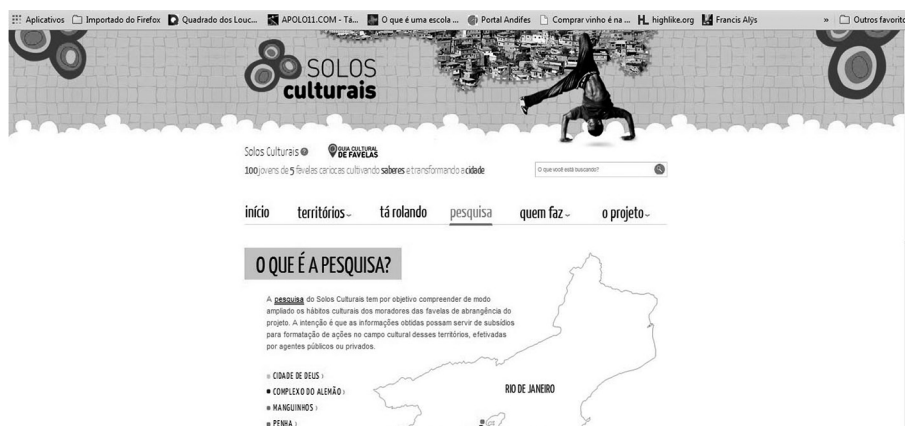 Aplicativos Importado do Firefox Quadrado dos Louc... APOLO11.COM - Tá... O que é uma escola ... Portal Andifes Comprar vinho é na ... highlike.org Francis Alÿs » Outros favorito
SOLOS
culturais
Solos Culturais ? GUIA CULTURAL
DE FAVELAS
100 jovens de 5 favelas cariocas cultivando saberes e transformando a cidade
O que você está buscando?
início territórios tá rolando pesquisa quem faz o projeto
O QUE É A PESQUISA?
A pesquisa do Solos Culturais tem por objetivo compreender de modo
ampliado os hábitos culturais dos moradores das favelas de abrangência do
projeto. A intenção é que as informações obtidas possam servir de subsídios
para formatação de ações no campo cultural desses territórios, efetivadas
por agentes públicos ou privados.
CIDADE DE DEUS ›
COMPLEXO DO ALEMÃO ›
RIO DE JANEIRO
MANGUINHOS ›
PENHA ›